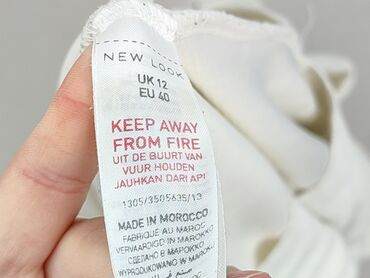 NEW LOOK
UK 12
EU 40
KEEP AWAY
FROM FIRE
UIT DE BUURT VAN
VUUR HOUDEN
JAUHKAN DARI API
1305/3505635/13
MADE IN MOROCCO
FABRIQUÉ AU MAROC
VERVAARDIGD IN MAROKKO
СДЕЛАНО В МАРОККО
WYPRODUKOWANO W MAROKU